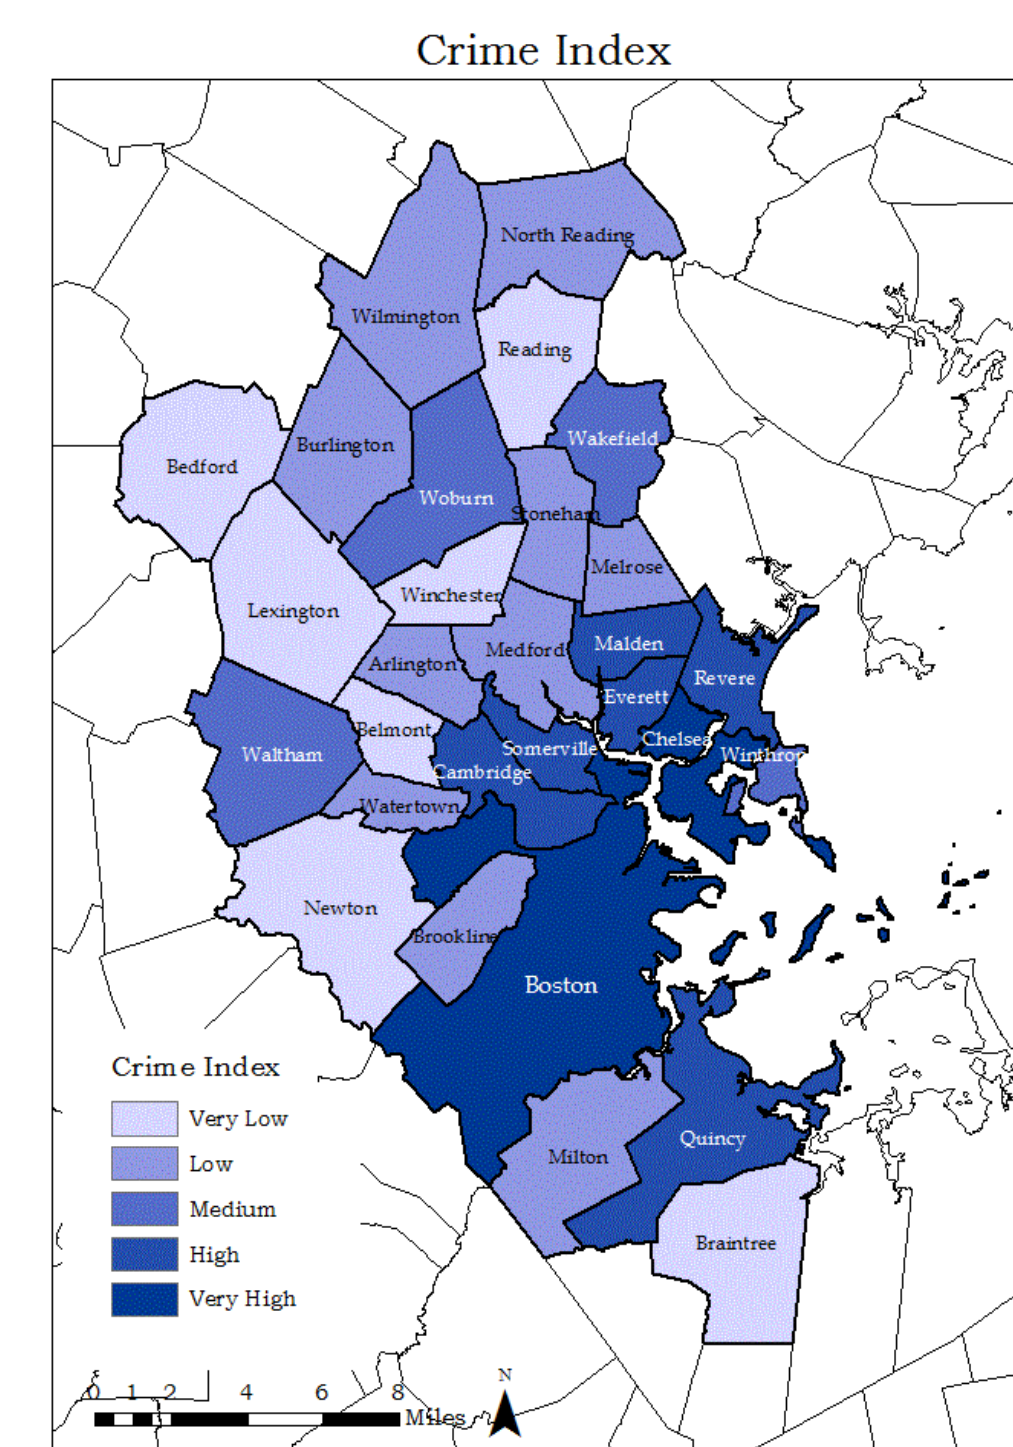 Crime Index
North Reading
Wilmington
Reading
Wakefield
Burlington
Bedford
Woburn
Stoneham
Melrose
Winchester
Lexington
Malden
Medford
Arlington
Revere
Everett
Belmont
Chelsea
Somerville
Waltham
Winthrop
Cambridge
Watertown
Newton
Brookline
Boston
Quincy
Milton
Braintree
Crime Index
Very Low
Low
Medium
High
Very High
N
0 1 2 4 6 8
Miles